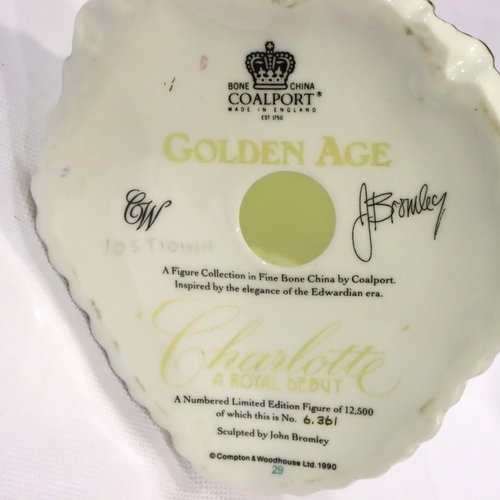 BONE CHINA
COALPORT®
MADE IN ENGLAND
EST 1750
GOLDEN AGE
CW
J Bromley
A Figure Collection in Fine Bone China by Coalport.
Inspired by the elegance of the Edwardian era.
'Charlotte'
A ROYAL DEBUT
A Numbered Limited Edition Figure of 12,500
of which this is No. 6,361
Sculpted by John Bromley
© Compton & Woodhouse Ltd. 1990
29